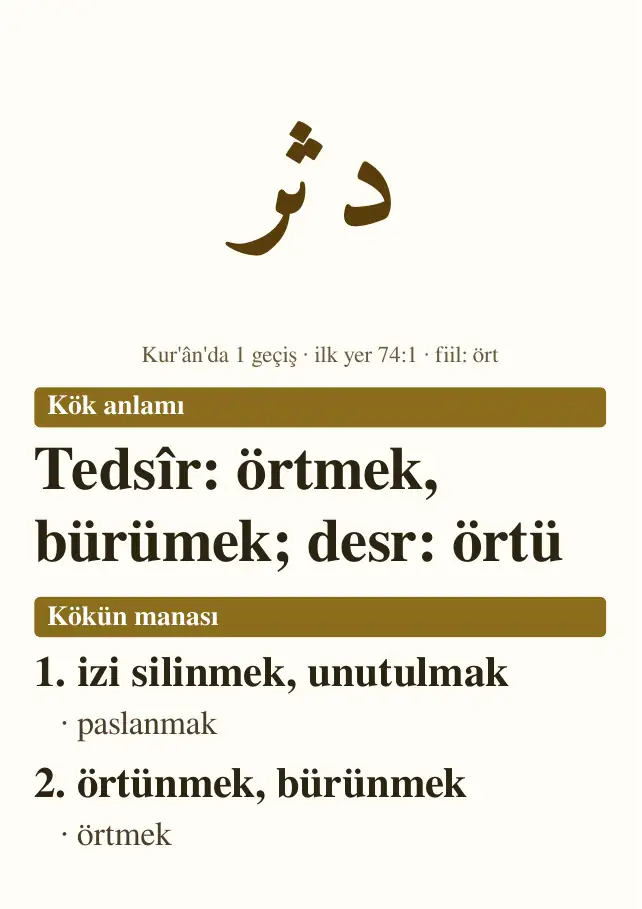 د ثر
Kur'ân'da 1 geçiş · ilk yer 74:1 · fiil: ört
Kök anlamı
Tedsîr: örtmek,
bürümek; desr: örtü
Kökün manası
1. izi silinmek, unutulmak
· paslanmak
2. örtünmek, bürünmek
· örtmek